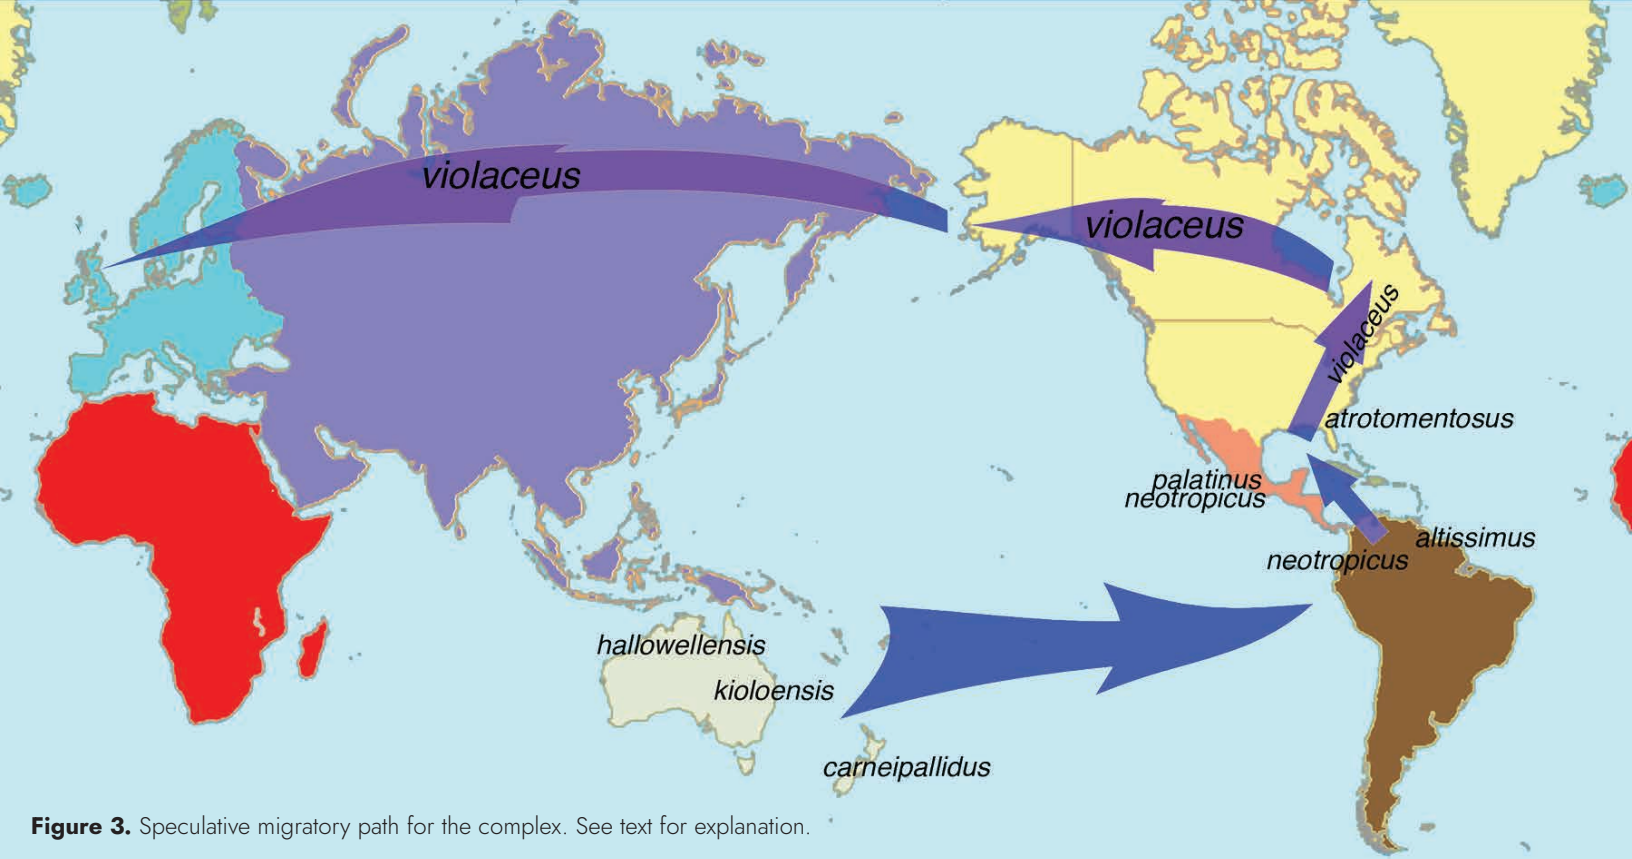 violaceus
violaceus
violaceus
atrotomentosus
palatinus
neotropicus
altissimus
neotropicus
hallowellensis
kioloensis
carneipallidus
Figure 3. Speculative migratory path for the complex. See text for explanation.